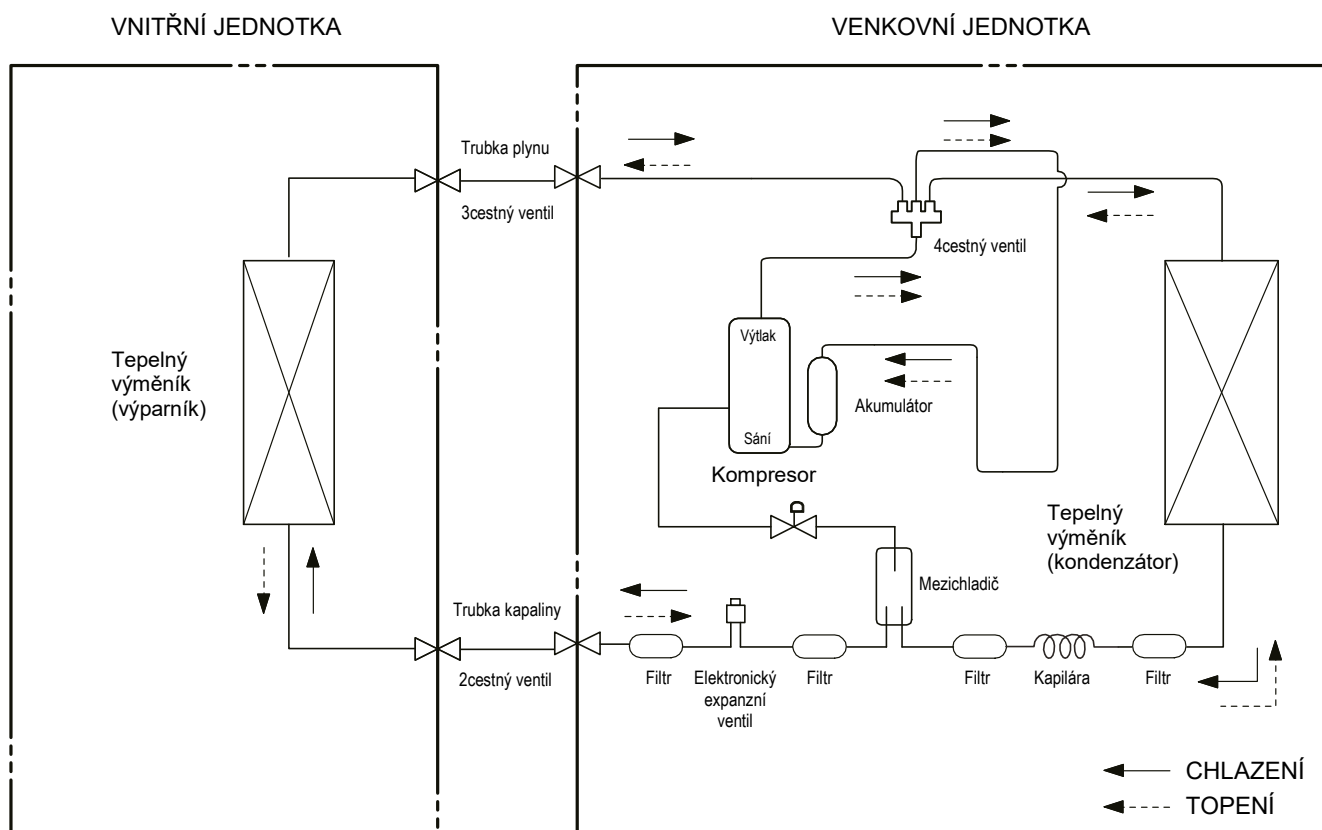 VNITŘNÍ JEDNOTKA
VENKOVNÍ JEDNOTKA
Trubka plynu
3cestný ventil
4cestný ventil
Výtlak
Sání
Kompresor
Akumulátor
Tepelný
výměník
(výparník)
Tepelný
výměník
(kondenzátor)
Mezichladič
Trubka kapaliny
2cestný ventil
Filtr
Elektronický
expanzní
ventil
Filtr
Filtr
Kapilára
Filtr
CHLAZENÍ
TOPENÍ